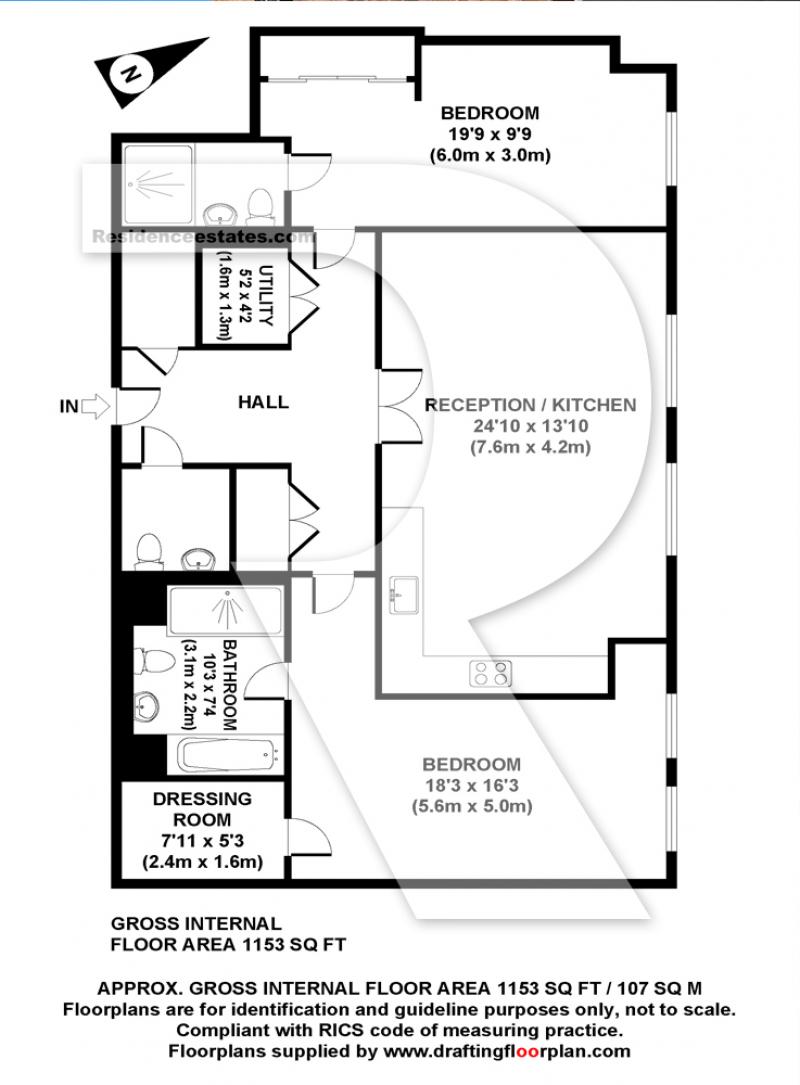 N
BEDROOM
19'9 x 9'9
(6.0m x 3.0m)
Residenceestates.com
UTILITY
5'2 x 4'2
(1.6m x 1.3m)
IN
HALL
RECEPTION / KITCHEN
24'10 x 13'10
(7.6m x 4.2m)
BATHROOM
10'3 x 7'4
(3.1m x 2.2m)
BEDROOM
18'3 x 16'3
(5.6m x 5.0m)
DRESSING
ROOM
7'11 x 5'3
(2.4m x 1.6m)
GROSS INTERNAL
FLOOR AREA 1153 SQ FT
APPROX. GROSS INTERNAL FLOOR AREA 1153 SQ FT / 107 SQ M
Floorplans are for identification and guideline purposes only, not to scale.
Compliant with RICS code of measuring practice.
Floorplans supplied by www.draftingfloorplan.com